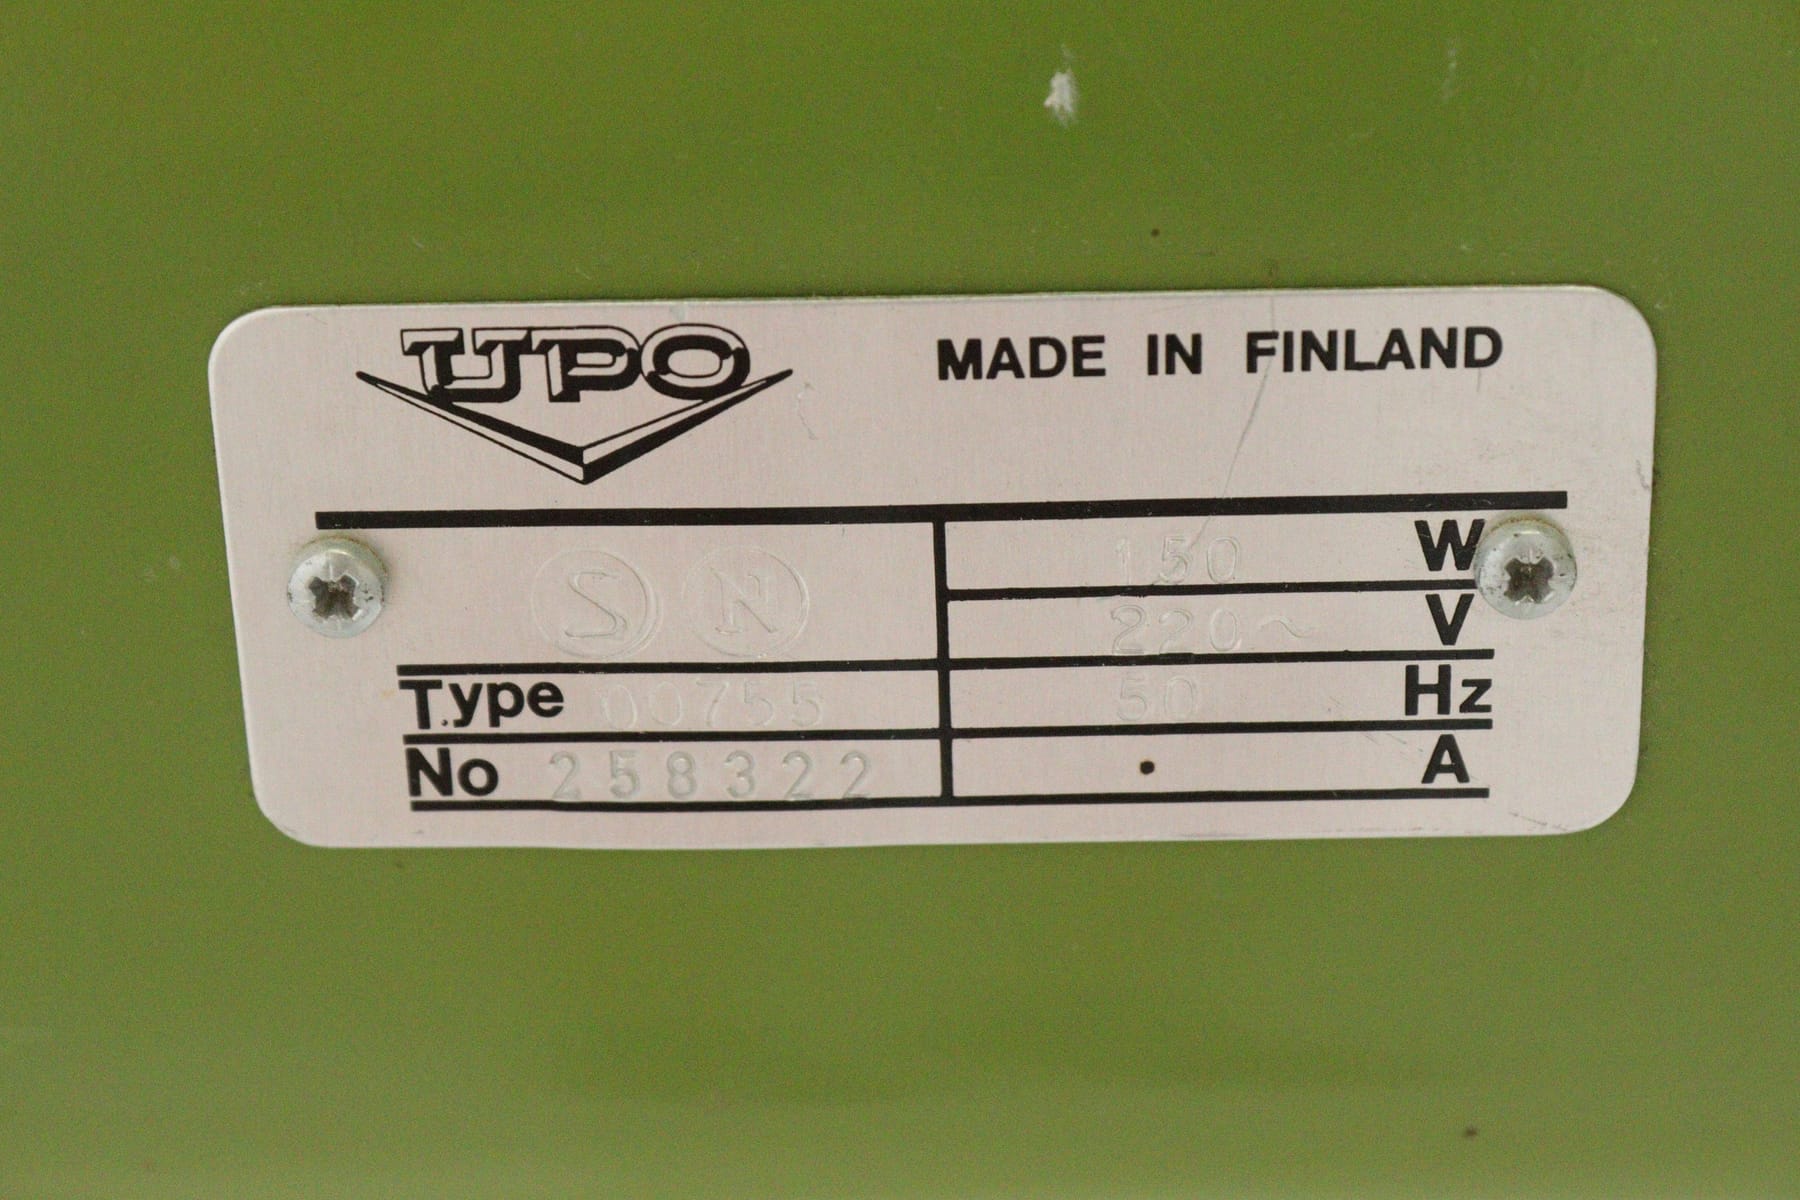 UPO MADE IN FINLAND
S N 150 W
220~ V
Type 00755 50 Hz
No 258322 A